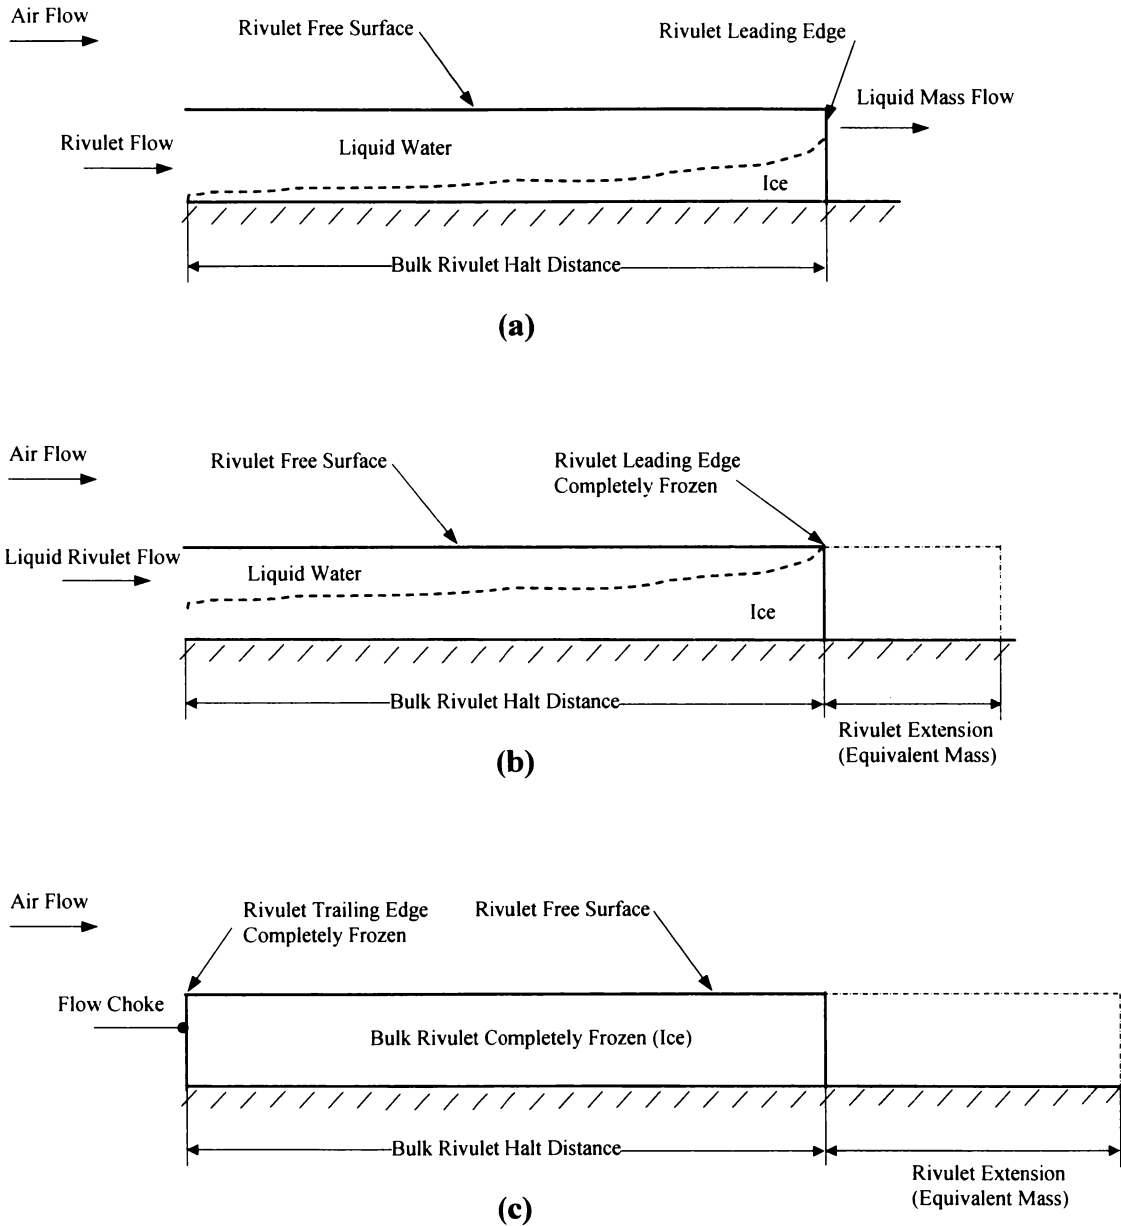 Air Flow
Rivulet Free Surface
Rivulet Leading Edge
Liquid Mass Flow
Rivulet Flow
Liquid Water
Ice
Bulk Rivulet Halt Distance
(a)
Air Flow
Rivulet Free Surface
Rivulet Leading Edge
Completely Frozen
Liquid Rivulet Flow
Liquid Water
Ice
Bulk Rivulet Halt Distance
Rivulet Extension
(Equivalent Mass)
(b)
Air Flow
Rivulet Trailing Edge
Completely Frozen
Rivulet Free Surface
Flow Choke
Bulk Rivulet Completely Frozen (Ice)
Bulk Rivulet Halt Distance
Rivulet Extension
(Equivalent Mass)
(c)